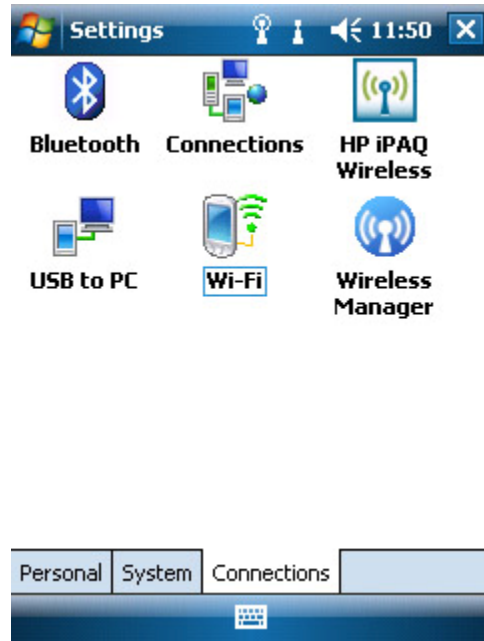 Settings 11:50
Bluetooth Connections HP iPAQ
Wireless
USB to PC Wi-Fi Wireless
Manager
Personal System Connections